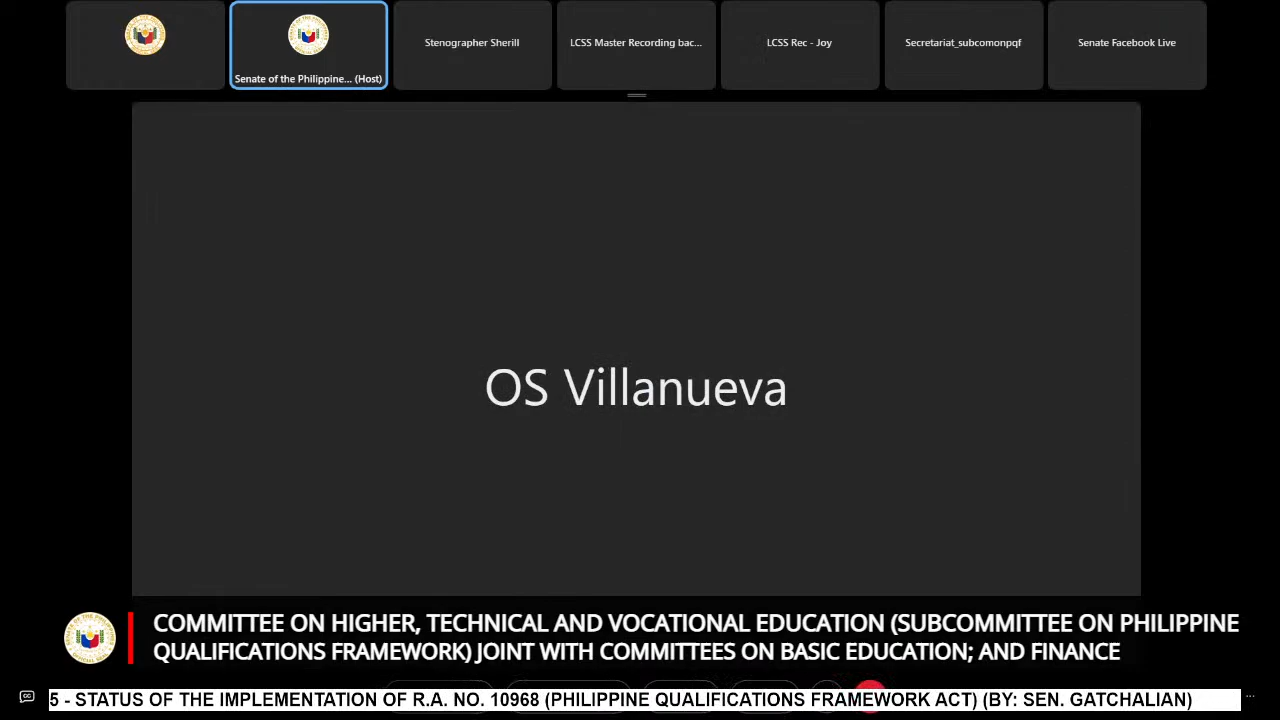 Senate of the Philippine... (Host)
Stenographer Sherill
LCSS Master Recording bac...
LCSS Rec - Joy
Secretariat_subcomonpqf
Senate Facebook Live
OS Villanueva
COMMITTEE ON HIGHER, TECHNICAL AND VOCATIONAL EDUCATION (SUBCOMMITTEE ON PHILIPPINE
QUALIFICATIONS FRAMEWORK) JOINT WITH COMMITTEES ON BASIC EDUCATION; AND FINANCE
5 - STATUS OF THE IMPLEMENTATION OF R.A. NO. 10968 (PHILIPPINE QUALIFICATIONS FRAMEWORK ACT) (BY: SEN. GATCHALIAN)